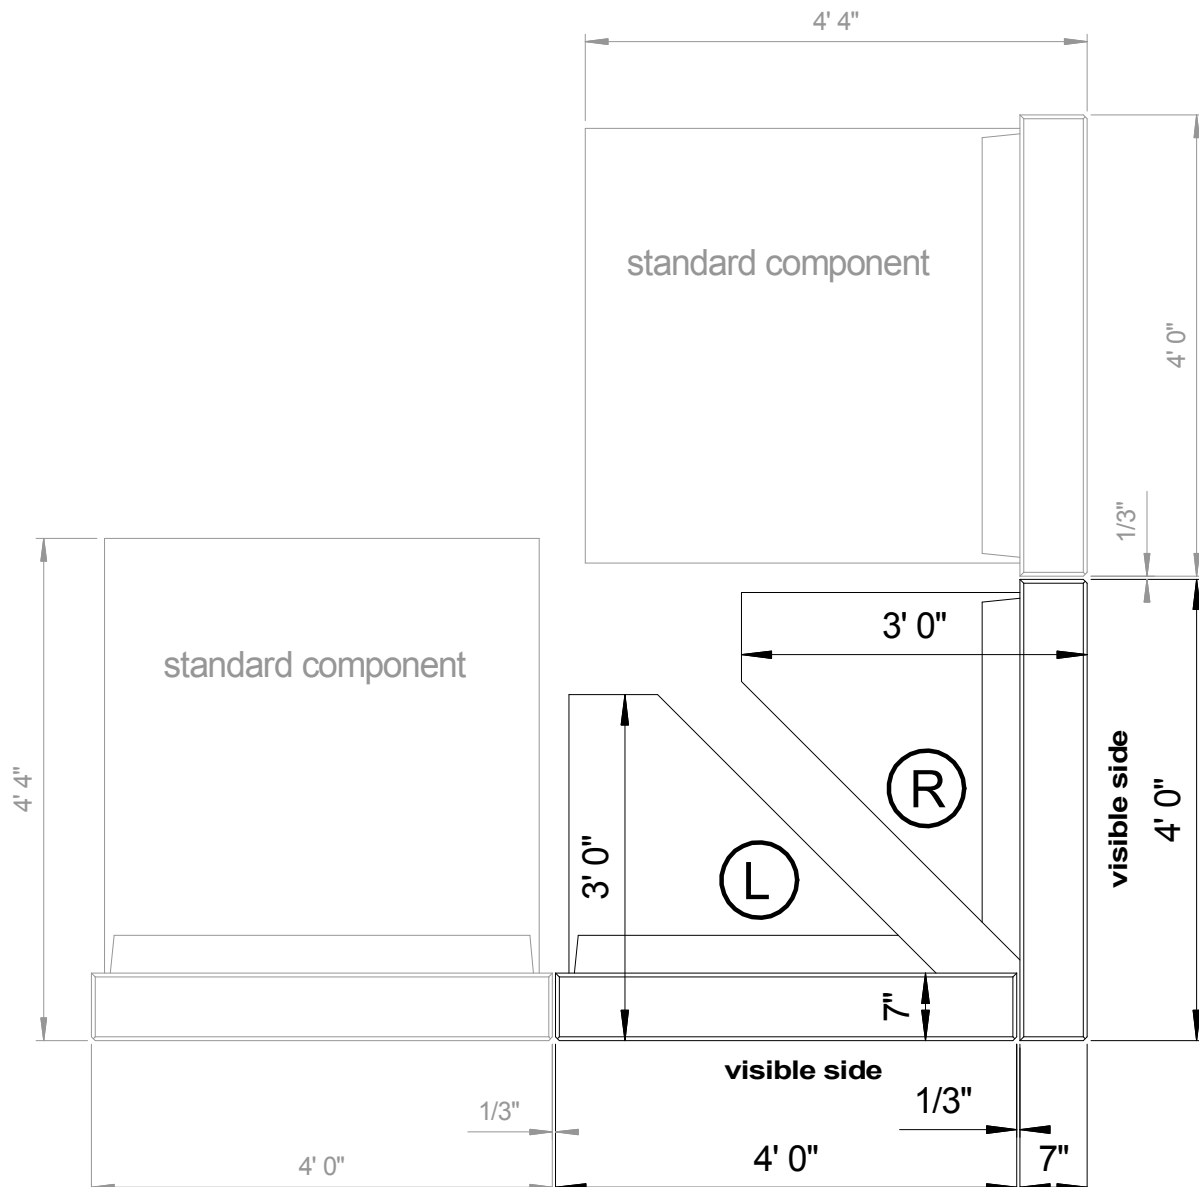 4' 4"
standard component
4' 0"
1/3"
3' 0"
standard component
R
visible side
4' 0"
4' 4"
3' 0"
L
7"
visible side
1/3"
1/3"
4' 0"
4' 0"
7"